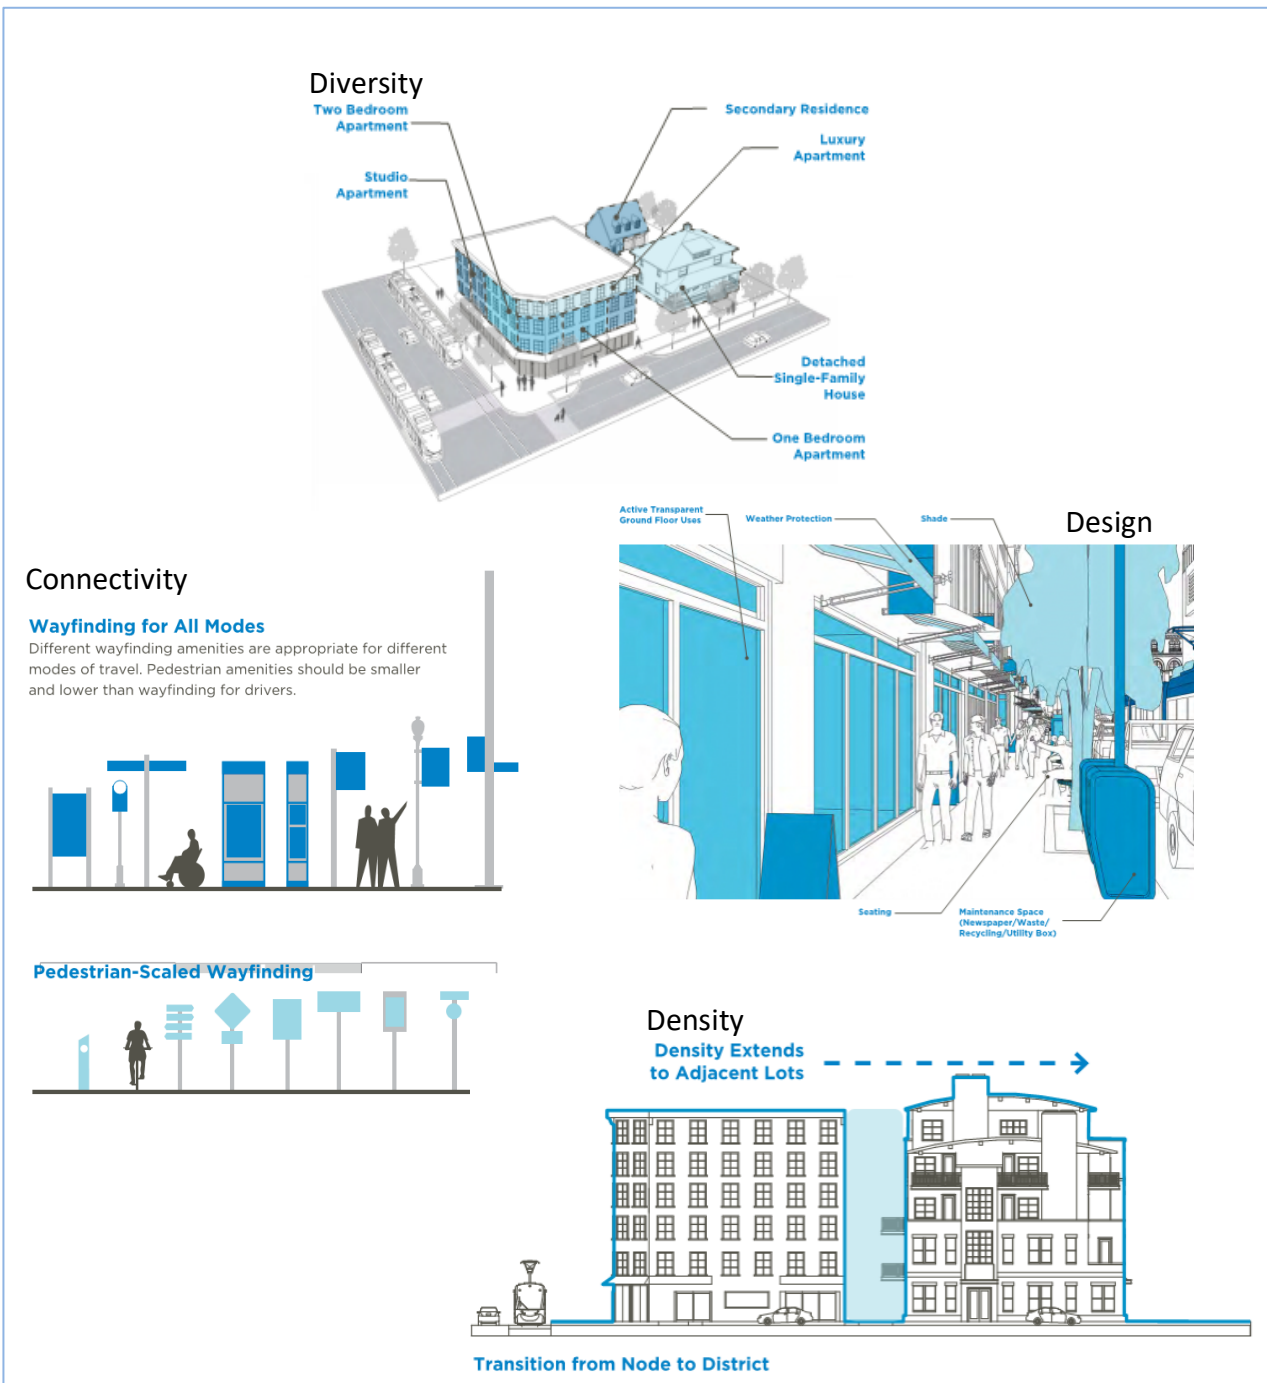 Diversity
Two Bedroom
Apartment
Secondary Residence
Luxury
Apartment
Studio
Apartment
Detached
Single-Family
House
One Bedroom
Apartment
Design
Active Transparent
Ground Floor Uses
Weather Protection
Shade
Seating
Maintenance Space
(Newspaper/Waste/
Recycling/Utility Box)
Connectivity
Wayfinding for All Modes
Different wayfinding amenities are appropriate for different
modes of travel. Pedestrian amenities should be smaller
and lower than wayfinding for drivers.
Pedestrian-Scaled Wayfinding
Density
Density Extends
to Adjacent Lots
Transition from Node to District